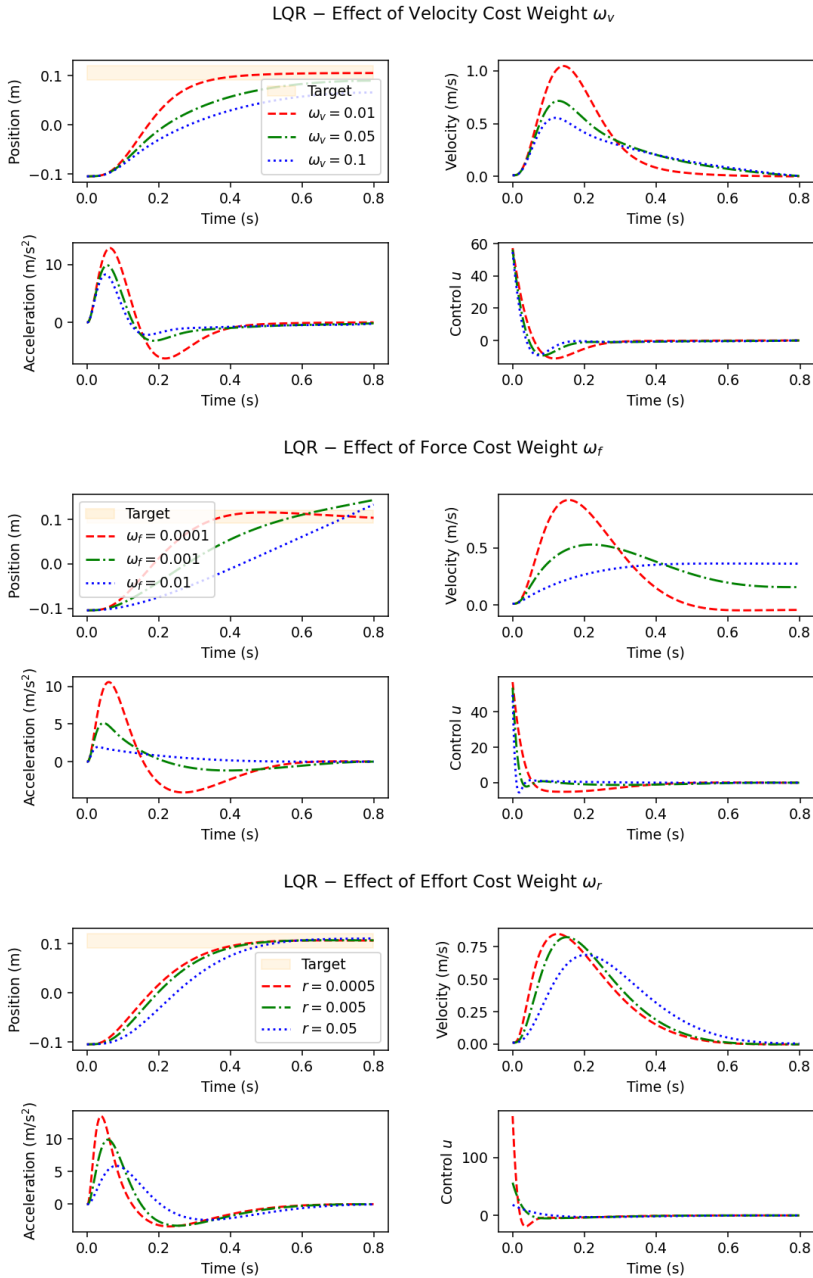 LQR − Effect of Velocity Cost Weight ωv
Position (m)
0.1
0.0
−0.1
Target
ωv = 0.01
ωv = 0.05
ωv = 0.1
0.0 0.2 0.4 0.6 0.8
Time (s)
Velocity (m/s)
1.0
0.5
0.0
0.0 0.2 0.4 0.6 0.8
Time (s)
Acceleration (m/s²)
10
0
0.0 0.2 0.4 0.6 0.8
Time (s)
Control u
60
40
20
0
0.0 0.2 0.4 0.6 0.8
Time (s)
LQR − Effect of Force Cost Weight ωf
Position (m)
0.1
0.0
−0.1
Target
ωf = 0.0001
ωf = 0.001
ωf = 0.01
0.0 0.2 0.4 0.6 0.8
Time (s)
Velocity (m/s)
0.5
0.0
0.0 0.2 0.4 0.6 0.8
Time (s)
Acceleration (m/s²)
10
5
0
0.0 0.2 0.4 0.6 0.8
Time (s)
Control u
40
20
0
0.0 0.2 0.4 0.6 0.8
Time (s)
LQR − Effect of Effort Cost Weight ωr
Position (m)
0.1
0.0
−0.1
Target
r = 0.0005
r = 0.005
r = 0.05
0.0 0.2 0.4 0.6 0.8
Time (s)
Velocity (m/s)
0.75
0.50
0.25
0.00
0.0 0.2 0.4 0.6 0.8
Time (s)
Acceleration (m/s²)
10
5
0
0.0 0.2 0.4 0.6 0.8
Time (s)
Control u
100
0
0.0 0.2 0.4 0.6 0.8
Time (s)